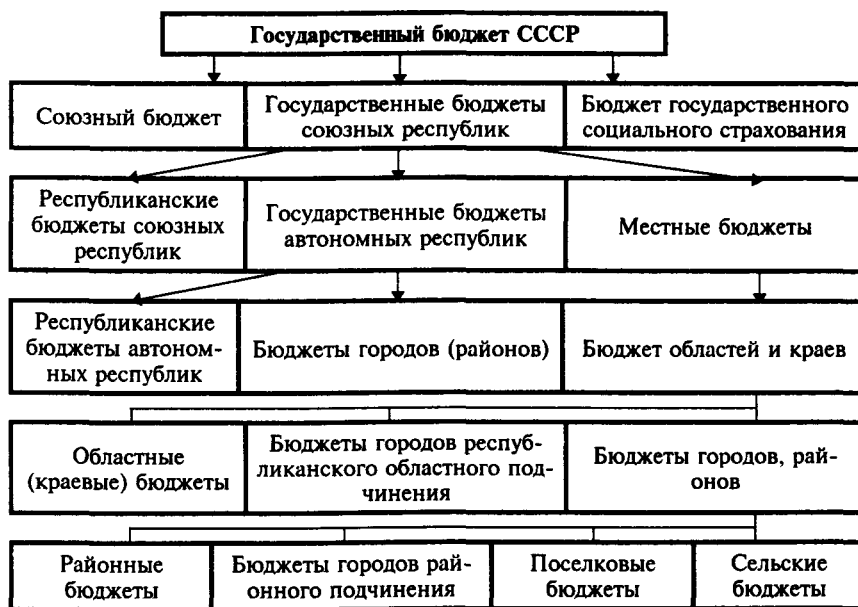 Государственный бюджет СССР
Союзный бюджет
Государственные бюджеты
союзных республик
Бюджет государственного
социального страхования
Республиканские
бюджеты союзных
республик
Государственные бюджеты
автономных республик
Местные бюджеты
Республиканские
бюджеты автоном-
ных республик
Бюджеты городов (районов)
Бюджет областей и краев
Областные
(краевые) бюджеты
Бюджеты городов респуб-
ликанского областного под-
чинения
Бюджеты городов, рай-
онов
Районные
бюджеты
Бюджеты городов рай-
онного подчинения
Поселковые
бюджеты
Сельские
бюджеты